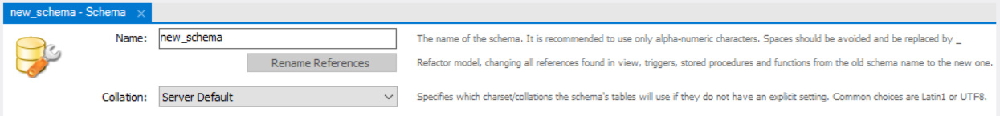 new_schema - Schema ×
Name: new_schema The name of the schema. It is recommended to use only alpha-numeric characters. Spaces should be avoided and be replaced by _
Rename References Refactor model, changing all references found in view, triggers, stored procedures and functions from the old schema name to the new one.
Collation: Server Default Specifies which charset/collations the schema's tables will use if they do not have an explicit setting. Common choices are Latin1 or UTF8.